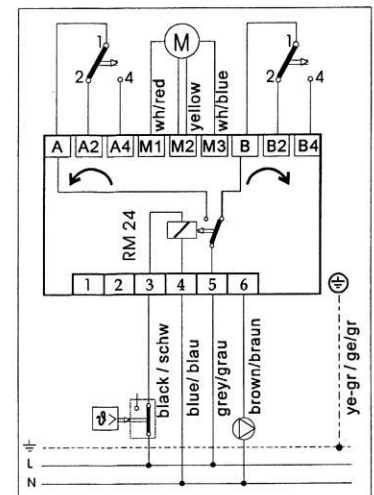 1
2
4
M
1
2
4
wh/red
yellow
wh/blue
A A2 A4 M1 M2 M3 B B2 B4
RM 24
1 2 3 4 5 6
black / schw
blue/ blau
grey/grau
brown/braun
ye-gr / ge/gr
ϑ>
L
N